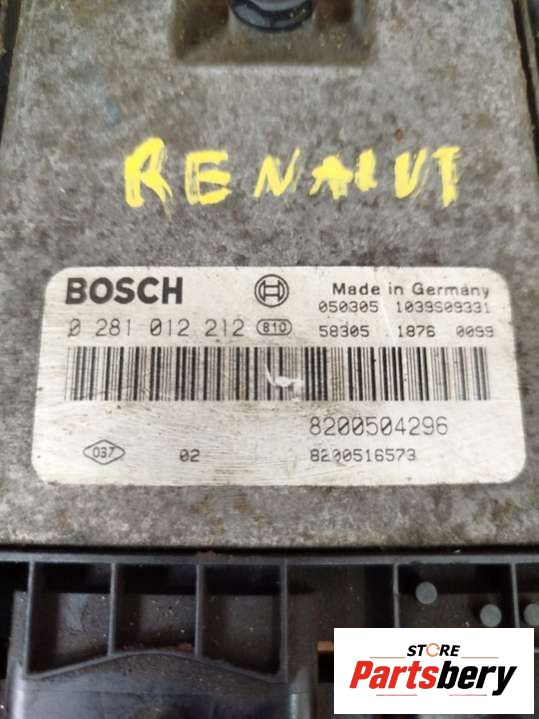 RENAULT
BOSCH
Made in Germany
050305 1039S09331
0 281 012 212 810
58305 1876 0099
8200504296
037 02 8200516573
STORE
Partsbery